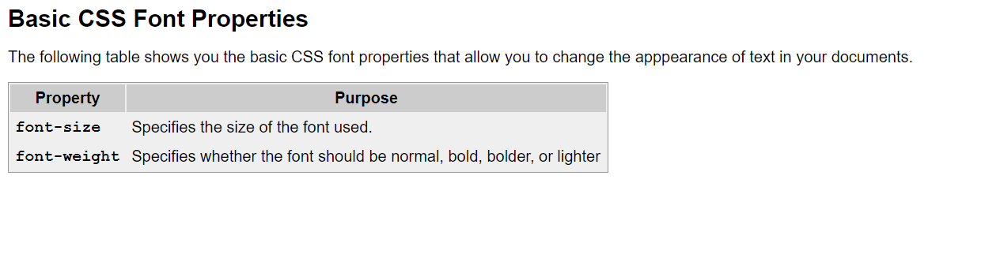 Basic CSS Font Properties
The following table shows you the basic CSS font properties that allow you to change the apppearance of text in your documents.
Property Purpose
font-size Specifies the size of the font used.
font-weight Specifies whether the font should be normal, bold, bolder, or lighter